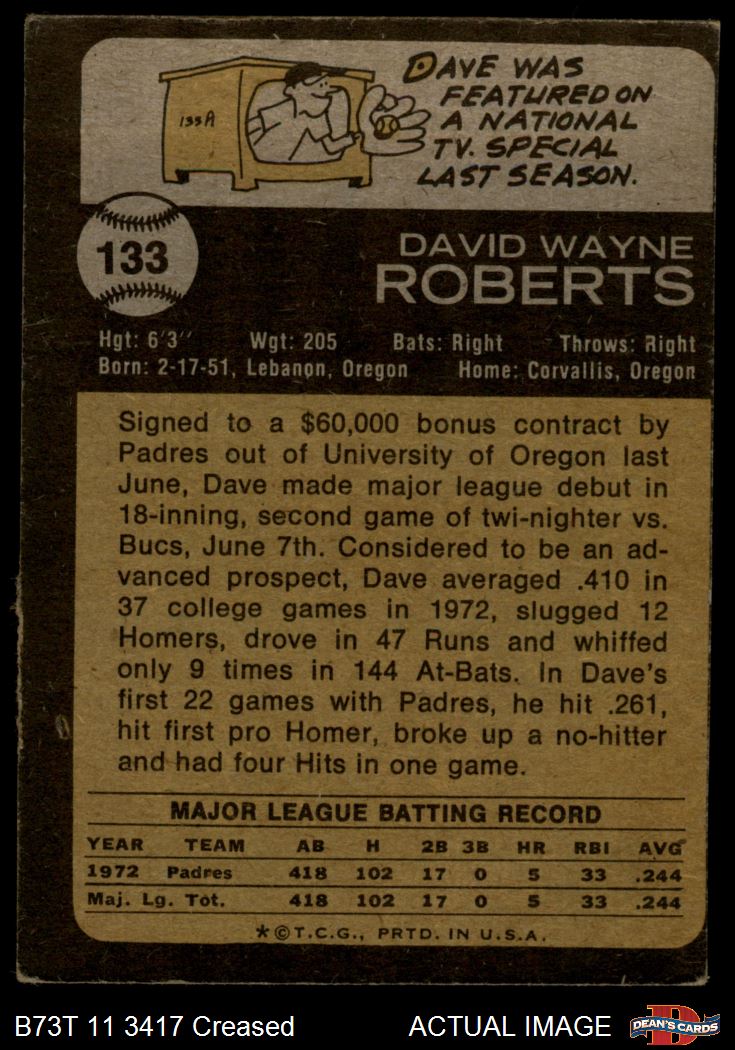 DAVE WAS
FEATURED ON
A NATIONAL
TV. SPECIAL
LAST SEASON.
133A
133
DAVID WAYNE
ROBERTS
Hgt: 6'3" Wgt: 205 Bats: Right Throws: Right
Born: 2-17-51, Lebanon, Oregon Home: Corvallis, Oregon
Signed to a $60,000 bonus contract by
Padres out of University of Oregon last
June, Dave made major league debut in
18-inning, second game of twi-nighter vs.
Bucs, June 7th. Considered to be an ad-
vanced prospect, Dave averaged .410 in
37 college games in 1972, slugged 12
Homers, drove in 47 Runs and whiffed
only 9 times in 144 At-Bats. In Dave's
first 22 games with Padres, he hit .261,
hit first pro Homer, broke up a no-hitter
and had four Hits in one game.
MAJOR LEAGUE BATTING RECORD
YEAR TEAM AB H 2B 3B HR RBI AVG
1972 Padres 418 102 17 0 5 33 .244
Maj. Lg. Tot. 418 102 17 0 5 33 .244
*©T.C.G., PRTD. IN U.S.A.
B73T 11 3417 Creased ACTUAL IMAGE
DEAN'S CARDS